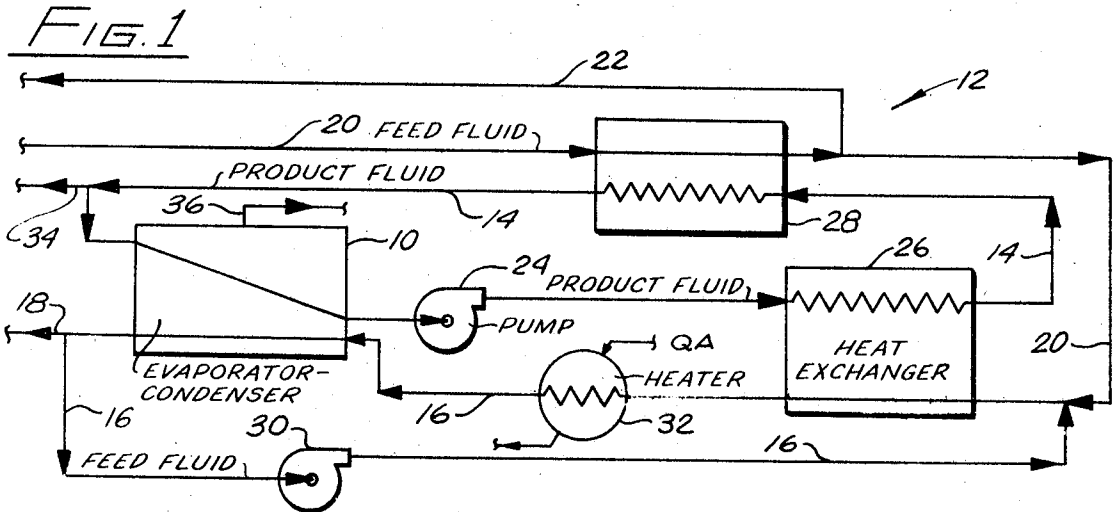 FIG. 1
22
12
20 FEED FLUID
PRODUCT FLUID
36
14
34
10
28
24
PRODUCT FLUID
26
14
18
PUMP
QA
20
EVAPORATOR-
CONDENSER
HEATER
HEAT
EXCHANGER
16
16
32
30
16
FEED FLUID